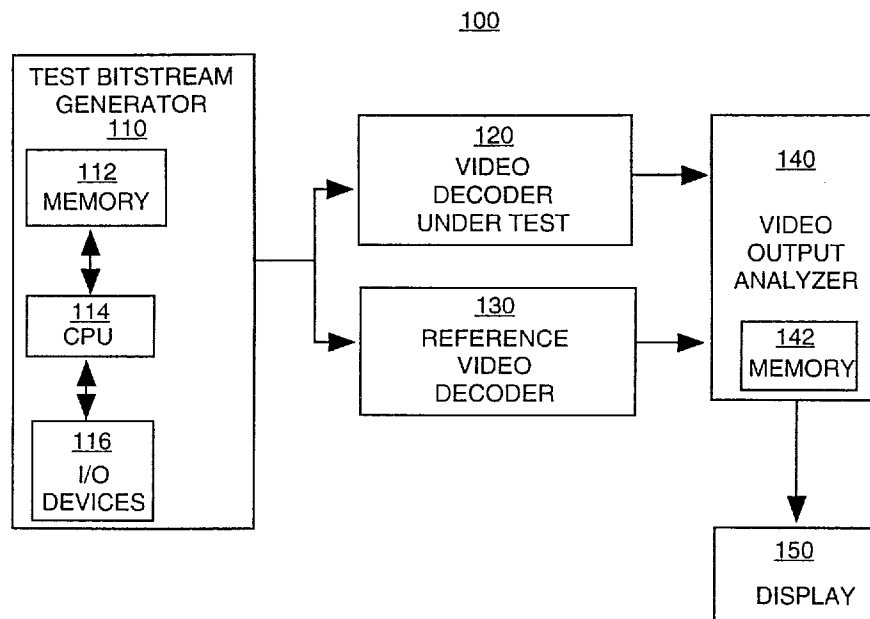 100
TEST BITSTREAM
GENERATOR
110
112
MEMORY
114
CPU
116
I/O
DEVICES
120
VIDEO
DECODER
UNDER TEST
130
REFERENCE
VIDEO
DECODER
140
VIDEO
OUTPUT
ANALYZER
142
MEMORY
150
DISPLAY